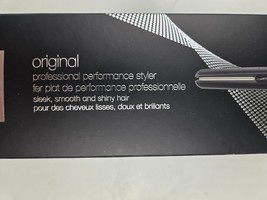 original
professional performance styler
fer plat de performance professionnelle
sleek, smooth and shiny hair
pour des cheveux lisses, doux et brillants